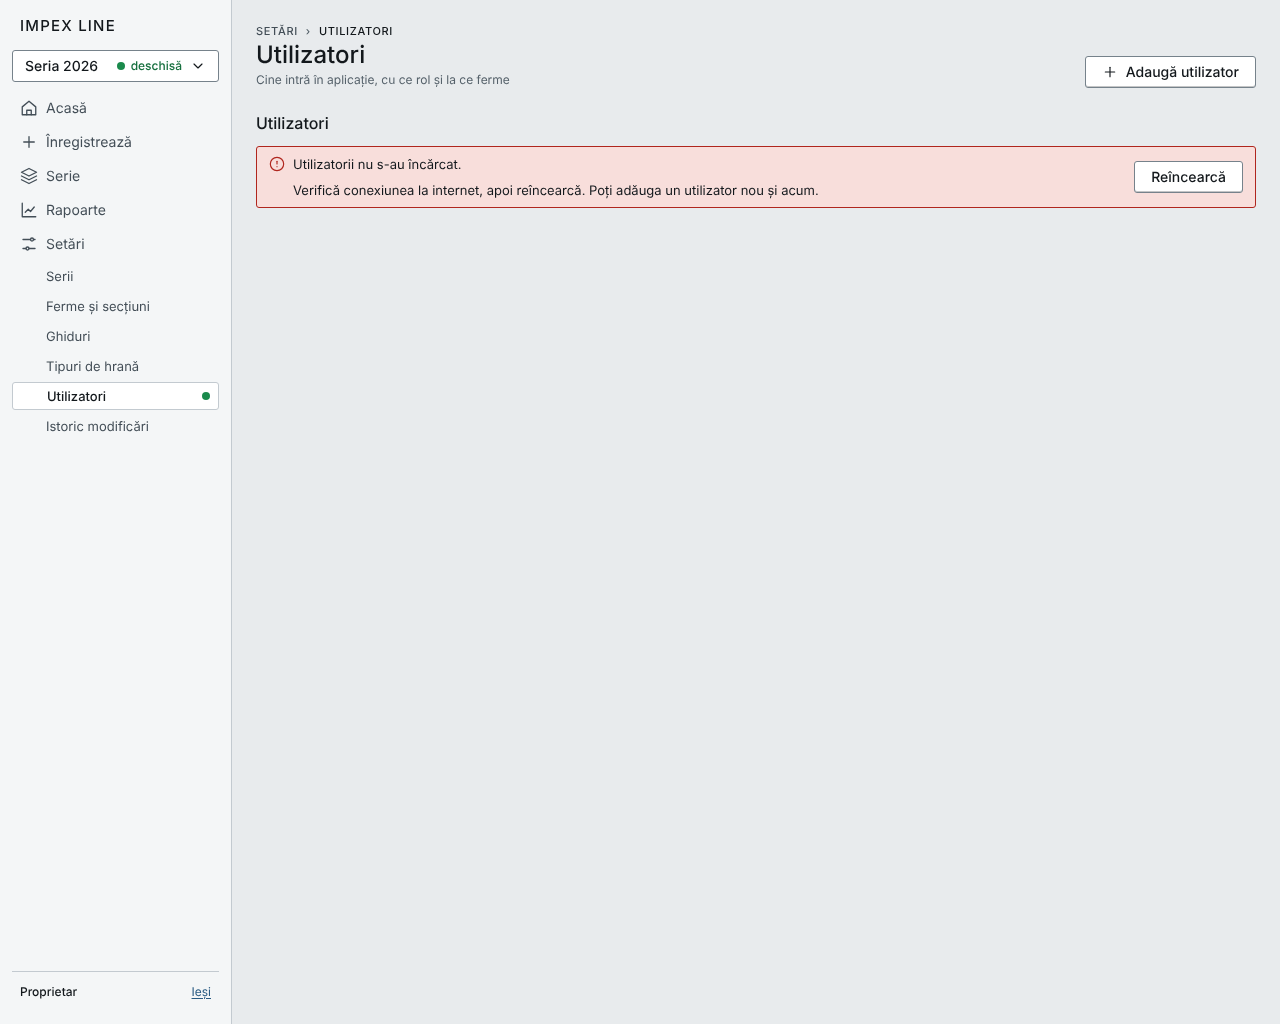 IMPEX LINE
Seria 2026 deschisă
Acasă
Înregistrează
Serie
Rapoarte
Setări
Serii
Ferme și secțiuni
Ghiduri
Tipuri de hrană
Utilizatori
Istoric modificări
Proprietar Ieși
SETĂRI › UTILIZATORI
Utilizatori
Cine intră în aplicație, cu ce rol și la ce ferme
Adaugă utilizator
Utilizatori
Utilizatorii nu s-au încărcat.
Verifică conexiunea la internet, apoi reîncearcă. Poți adăuga un utilizator nou și acum.
Reîncearcă